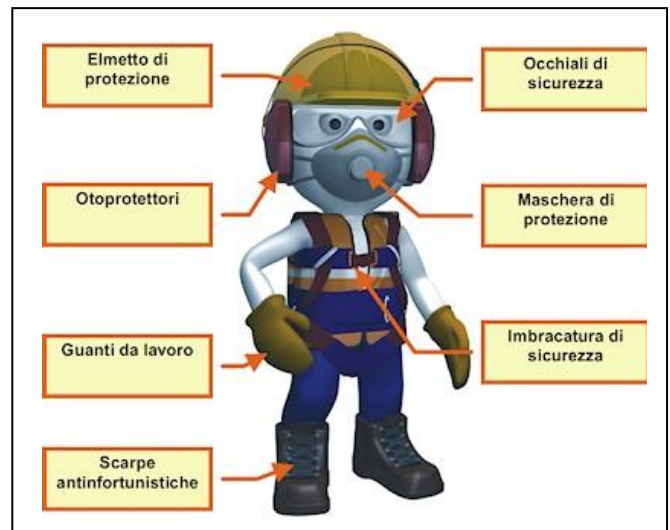 Elmetto di
protezione
Occhiali di
sicurezza
Otoprotettori
Maschera di
protezione
Guanti da lavoro
Imbracatura di
sicurezza
Scarpe
antinfortunistiche